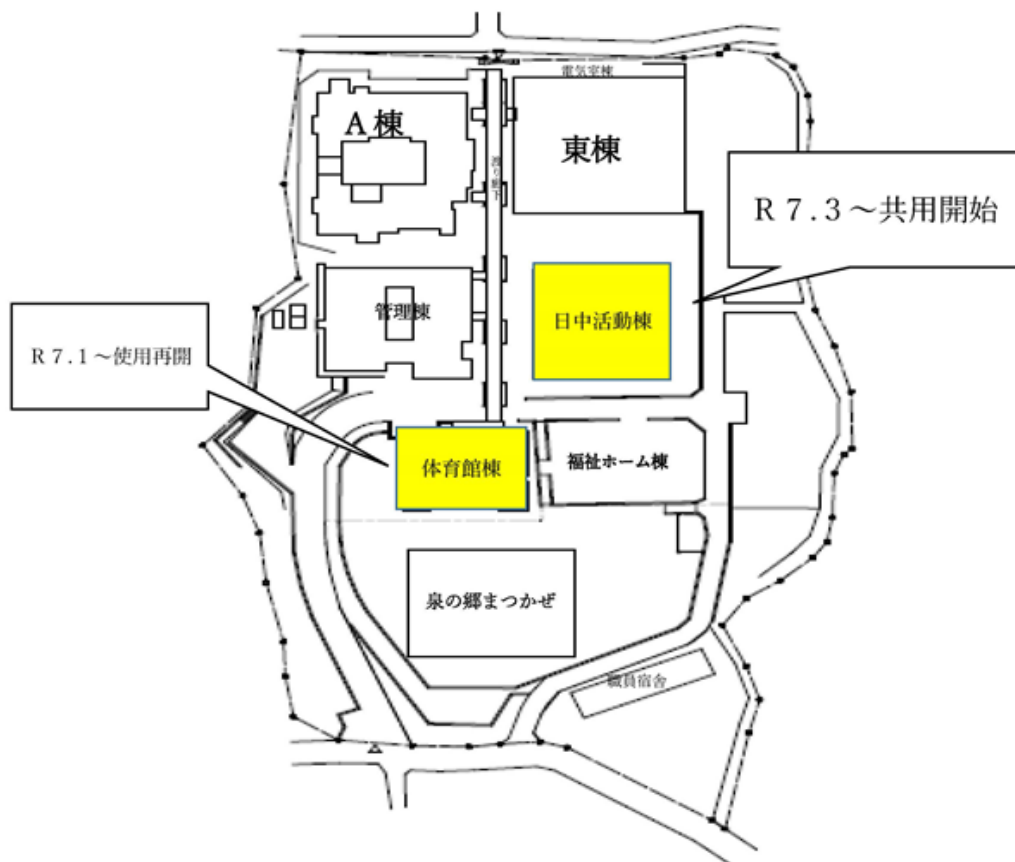 電気室棟
A棟
東棟
渡り廊下
R7.3～共用開始
管理棟
日中活動棟
R7.1～使用再開
体育館棟
福祉ホーム棟
泉の郷まつかぜ
職員宿舎